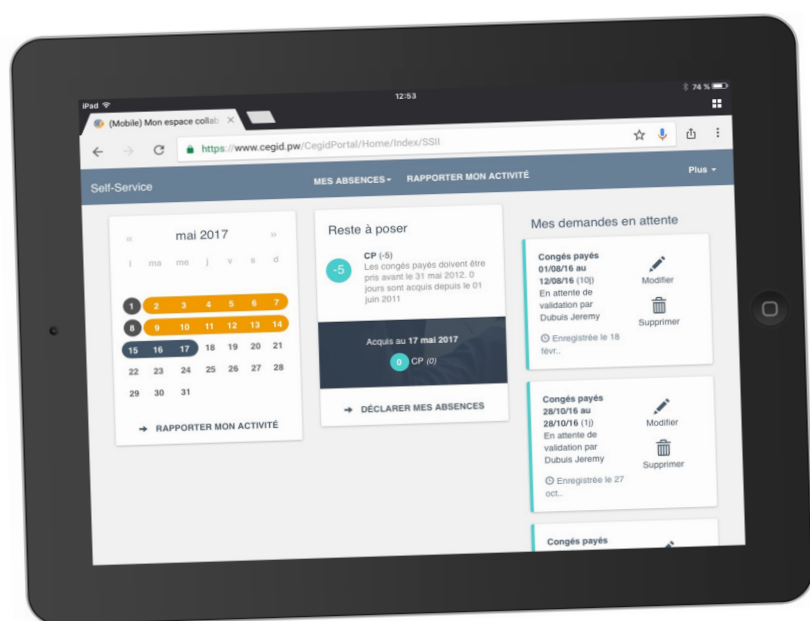 iPad
12:53
74 %
(Mobile) Mon espace collab
https://www.cegid.pw/CegidPortal/Home/Index/SSII
Self-Service
MES ABSENCES
RAPPORTER MON ACTIVITÉ
Plus
« mai 2017 »
l ma me j v s d
1 2 3 4 5 6 7
8 9 10 11 12 13 14
15 16 17 18 19 20 21
22 23 24 25 26 27 28
29 30 31
RAPPORTER MON ACTIVITÉ
Reste à poser
-5
CP (-5)
Les congés payés doivent être
pris avant le 31 mai 2012. 0
jours sont acquis depuis le 01
juin 2011
Acquis au 17 mai 2017
0 CP (0)
DÉCLARER MES ABSENCES
Mes demandes en attente
Congés payés
01/08/16 au
12/08/16 (10j)
En attente de
validation par
Dubuis Jeremy
Enregistrée le 18
févr..
Modifier
Supprimer
Congés payés
28/10/16 au
28/10/16 (1j)
En attente de
validation par
Dubuis Jeremy
Enregistrée le 27
oct..
Modifier
Supprimer
Congés payés